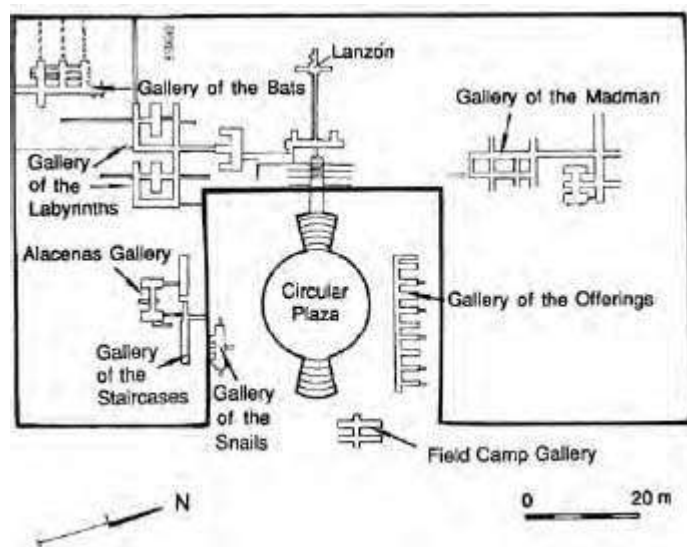 Lanzón
Gallery of the Bats
Gallery of the Madman
Gallery
of the
Labyrinths
Alacenas Gallery
Circular
Plaza
Gallery of the Offerings
Gallery
of the
Staircases
Gallery
of the
Snails
Field Camp Gallery
N
0 20 m